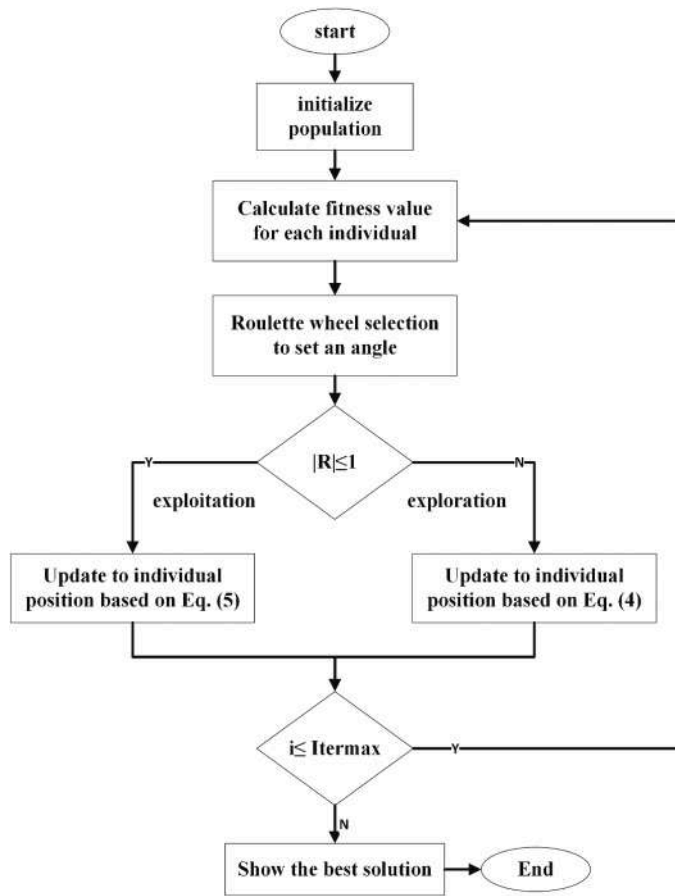 start
initialize
population
Calculate fitness value
for each individual
Roulette wheel selection
to set an angle
|R|≤1
Y
N
exploitation
exploration
Update to individual
position based on Eq. (5)
Update to individual
position based on Eq. (4)
i≤ Itermax
Y
N
Show the best solution
End